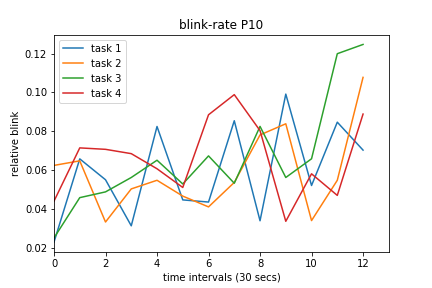 blink-rate P10
task 1
task 2
task 3
task 4
relative blink
0.12
0.10
0.08
0.06
0.04
0.02
0 2 4 6 8 10 12
time intervals (30 secs)